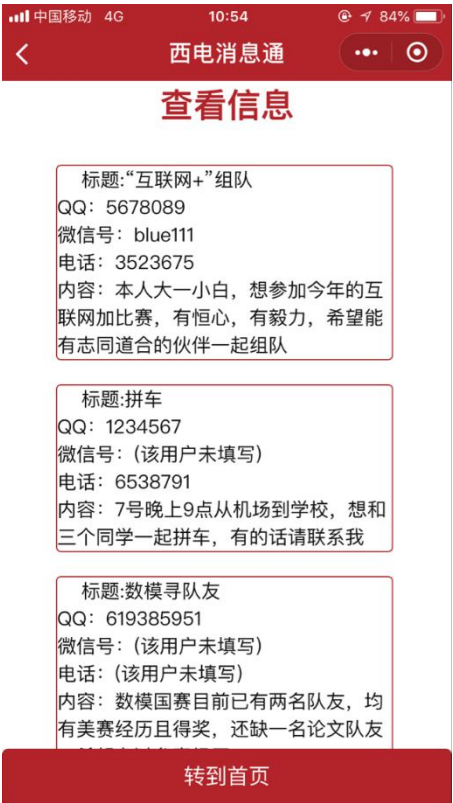 中国移动 4G 10:54 84%
西电消息通
查看信息
标题:“互联网+”组队
QQ：5678089
微信号：blue111
电话：3523675
内容：本人大一小白，想参加今年的互
联网加比赛，有恒心，有毅力，希望能
有志同道合的伙伴一起组队
标题:拼车
QQ：1234567
微信号：（该用户未填写）
电话：6538791
内容：7号晚上9点从机场到学校，想和
三个同学一起拼车，有的话请联系我
标题:数模寻队友
QQ：619385951
微信号：（该用户未填写）
电话：（该用户未填写）
内容：数模国赛目前已有两名队友，均
有美赛经历且得奖，还缺一名论文队友
转到首页